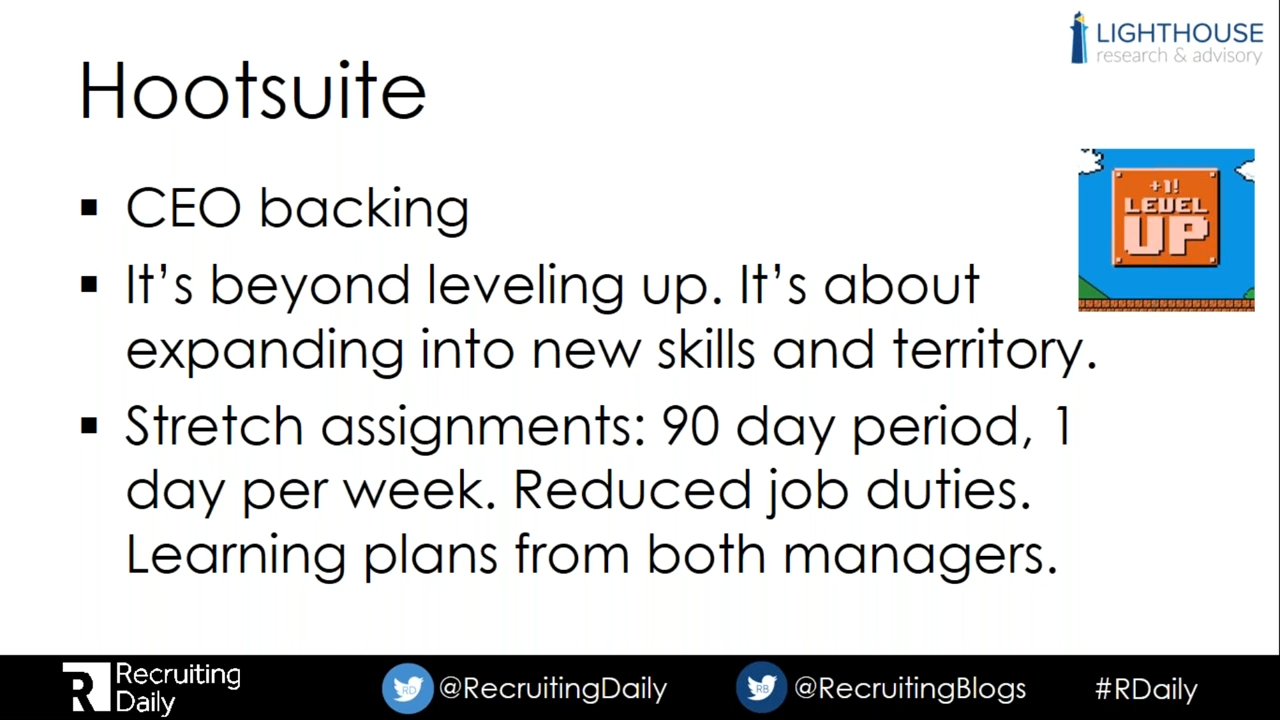 LIGHTHOUSE
research & advisory
Hootsuite
+1!
LEVEL
UP
▪ CEO backing
▪ It’s beyond leveling up. It’s about
expanding into new skills and territory.
▪ Stretch assignments: 90 day period, 1
day per week. Reduced job duties.
Learning plans from both managers.
R Recruiting
Daily
RD @RecruitingDaily
RB @RecruitingBlogs
#RDaily